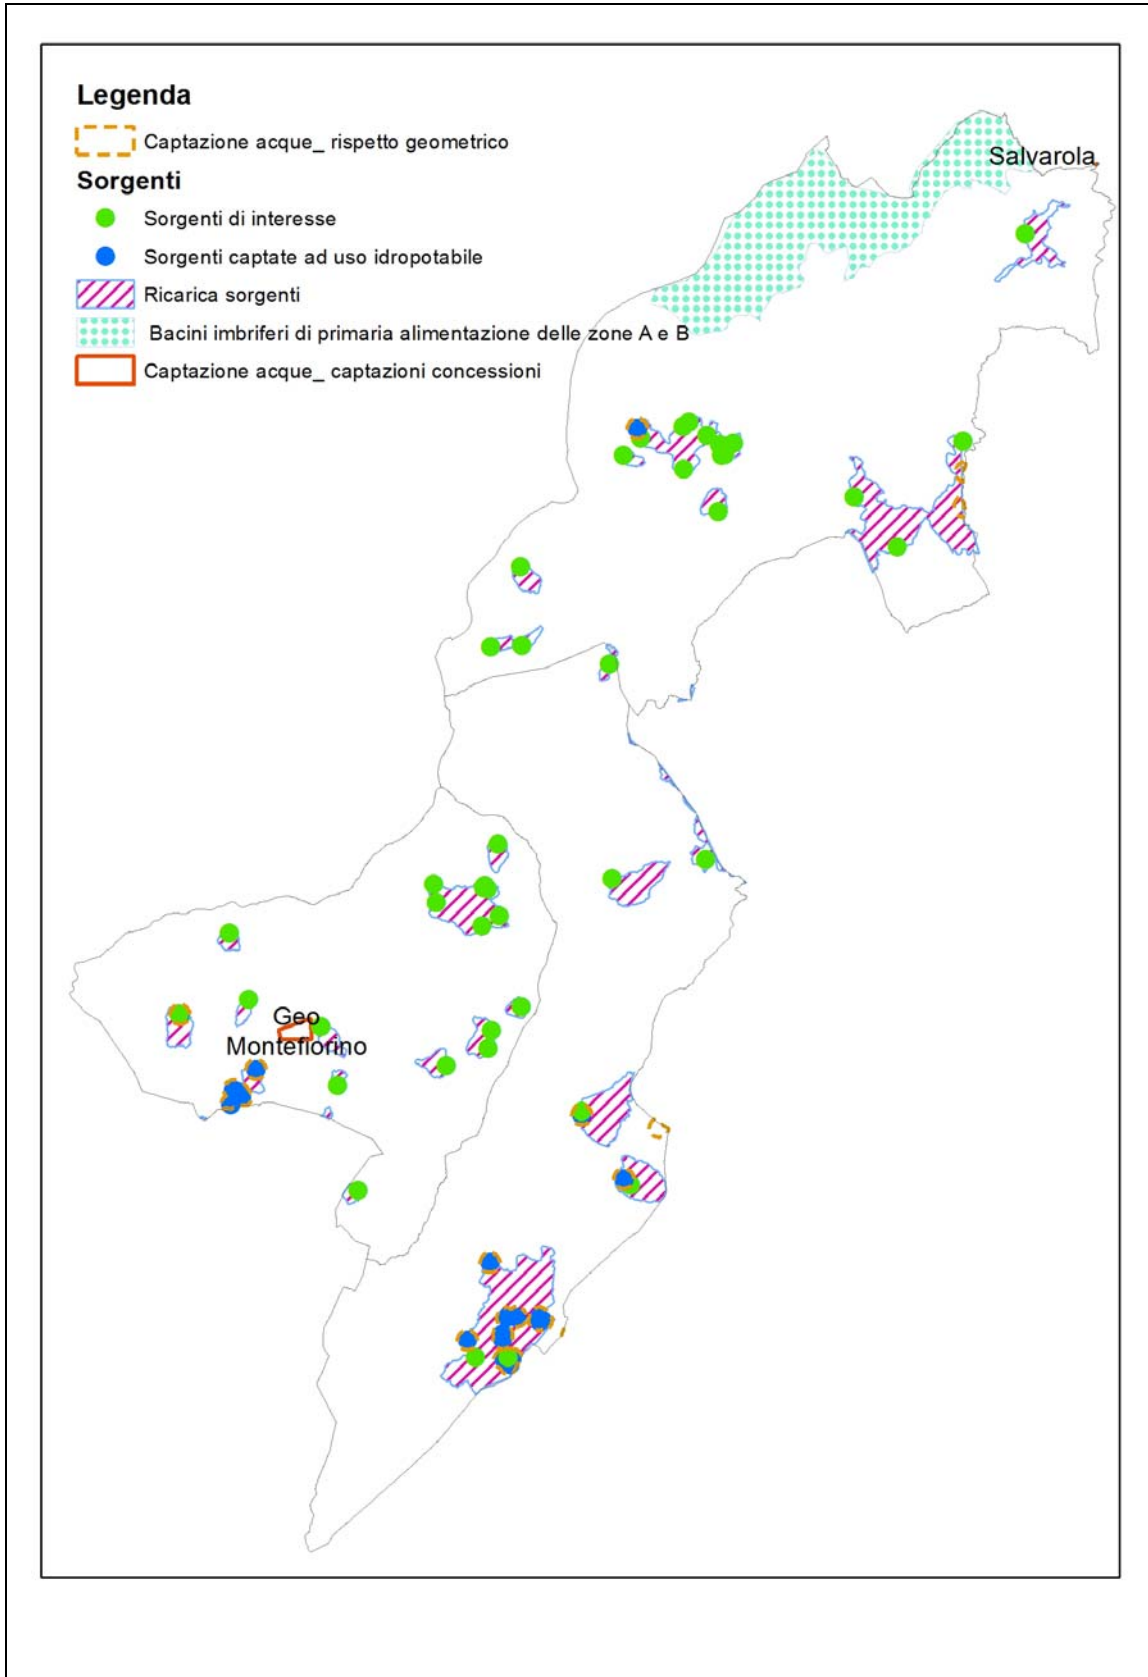 Legenda
Captazione acque_ rispetto geometrico
Sorgenti
Sorgenti di interesse
Sorgenti captate ad uso idropotabile
Ricarica sorgenti
Bacini imbriferi di primaria alimentazione delle zone A e B
Captazione acque_ captazioni concessioni
Salvarola
Geo
Montefiorino